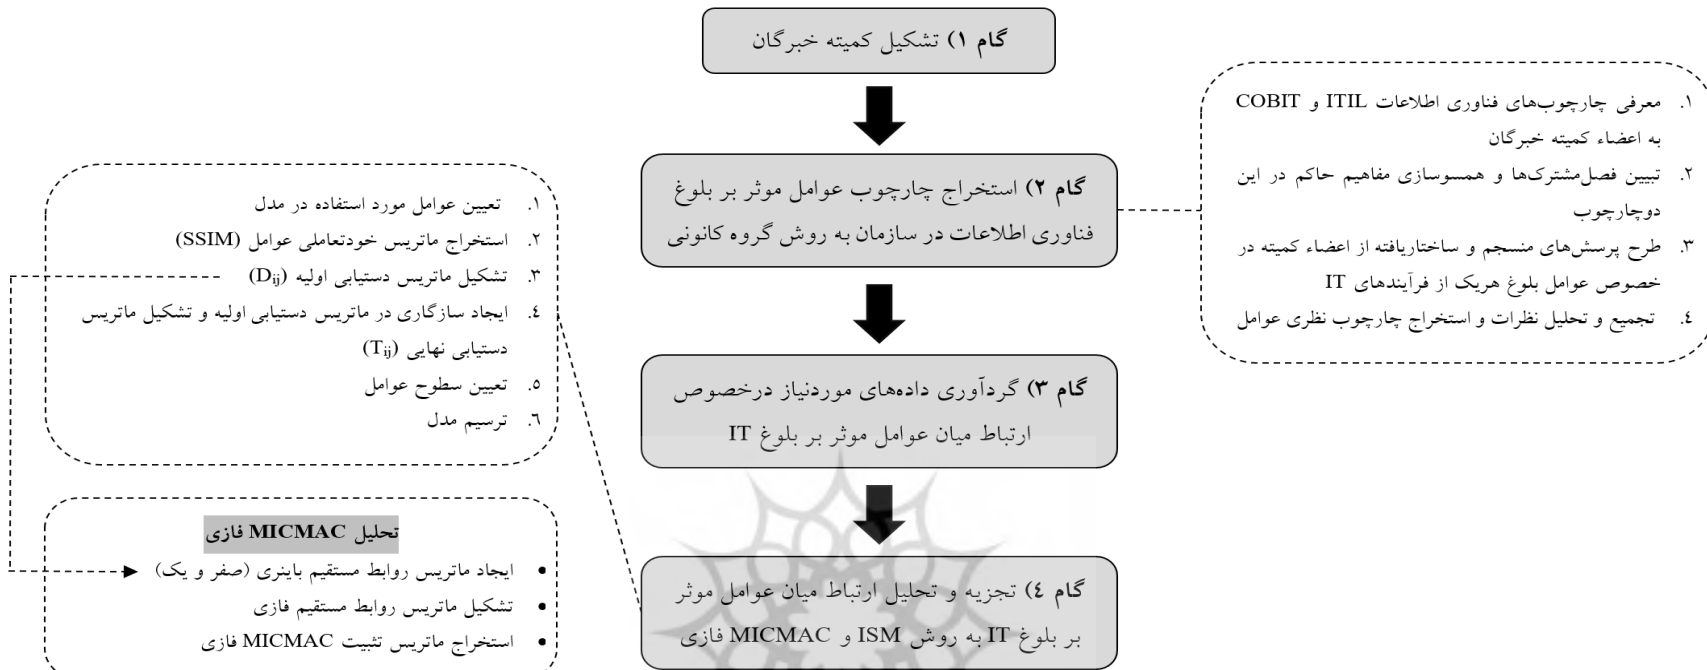 گام ۱) تشکیل کمیته خبرگان
گام ۲) استخراج چارچوب عوامل موثر بر بلوغ
فناوری اطلاعات در سازمان به روش گروه کانونی
۱. معرفی چارچوب‌های فناوری اطلاعات ITIL و COBIT
به اعضاء کمیته خبرگان
۲. تبیین فصل‌مشترک‌ها و همسوسازی مفاهیم حاکم در این
دوچارچوب
۳. طرح پرسش‌های منسجم و ساختاریافته از اعضاء کمیته در
خصوص عوامل بلوغ هریک از فرآیندهای IT
٤. تجمیع و تحلیل نظرات و استخراج چارچوب نظری عوامل
گام ۳) گردآوری داده‌های موردنیاز درخصوص
ارتباط میان عوامل موثر بر بلوغ IT
گام ٤) تجزیه و تحلیل ارتباط میان عوامل موثر
بر بلوغ IT به روش ISM و MICMAC فازی
۱. تعیین عوامل مورد استفاده در مدل
۲. استخراج ماتریس خودتعاملی عوامل (SSIM)
۳. تشکیل ماتریس دستیابی اولیه (Dij)
٤. ایجاد سازگاری در ماتریس دستیابی اولیه و تشکیل ماتریس
دستیابی نهایی (Tij)
٥. تعیین سطوح عوامل
٦. ترسیم مدل
تحلیل MICMAC فازی
• ایجاد ماتریس روابط مستقیم باینری (صفر و یک)
• تشکیل ماتریس روابط مستقیم فازی
• استخراج ماتریس تثبیت MICMAC فازی